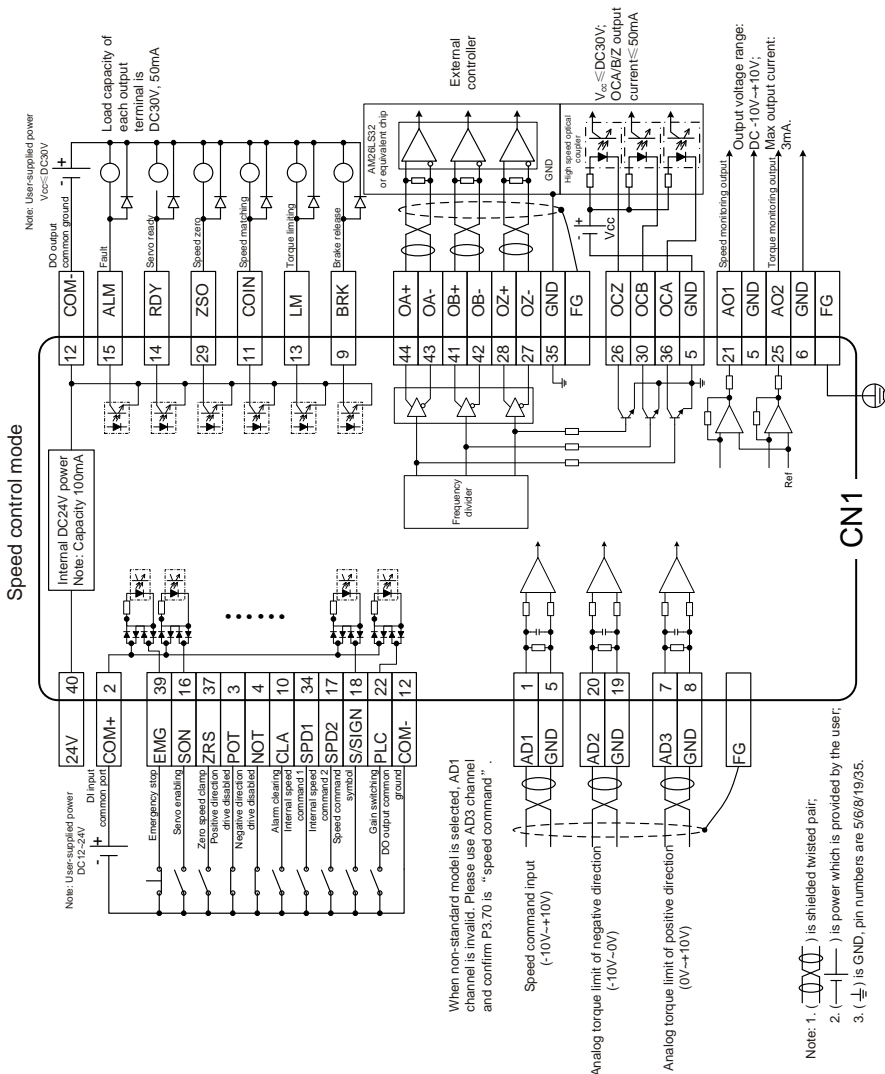 Speed control mode
Note: User-supplied power
DC12~24V
DI input
common port
24V
40
COM+
2
Emergency stop
EMG
39
Servo enabling
SON
16
Zero speed clamp
ZRS
37
Positive direction
drive disabled
POT
3
Negative direction
drive disabled
NOT
4
Alarm clearing
CLA
10
Internal speed
command 1
SPD1
34
Internal speed
command 2
SPD2
17
Speed command
symbol
S/SIGN
18
Gain switching
PLC
22
DO output common
ground
COM-
12
Internal DC24V power
Note: Capacity 100mA
When non-standard model is selected, AD1
channel is invalid. Please use AD3 channel
and confirm P3.70 is “speed command”.
Speed command input
(-10V~+10V)
AD1
1
GND
5
Analog torque limit of negative direction
(-10V~0V)
AD2
20
GND
19
Analog torque limit of positive direction
(0V~+10V)
AD3
7
GND
8
FG
Note: User-supplied power
Vcc≤DC30V
DO output
common ground
12
COM-
15
ALM
Fault
14
RDY
Servo ready
29
ZSO
Speed zero
11
COIN
Speed matching
13
LM
Torque limiting
9
BRK
Brake release
Load capacity of
each output
terminal is
DC30V, 50mA
Frequency
divider
44
OA+
43
OA-
41
OB+
42
OB-
28
OZ+
27
OZ-
35
GND
FG
External
controller
AM26LS32
or equivalent chip
GND
High speed optical
coupler
Vcc
Vcc≤DC30V;
OCA/B/Z output
current≤50mA
26
OCZ
30
OCB
36
OCA
5
GND
21
AO1
Speed monitoring output
5
GND
25
AO2
Torque monitoring output
6
GND
FG
Output voltage range:
DC -10V~+10V;
Max output current:
3mA.
Ref
CN1
Note: 1. ( ) is shielded twisted pair;
2. ( ) is power which is provided by the user;
3. ( ) is GND, pin numbers are 5/6/8/19/35.